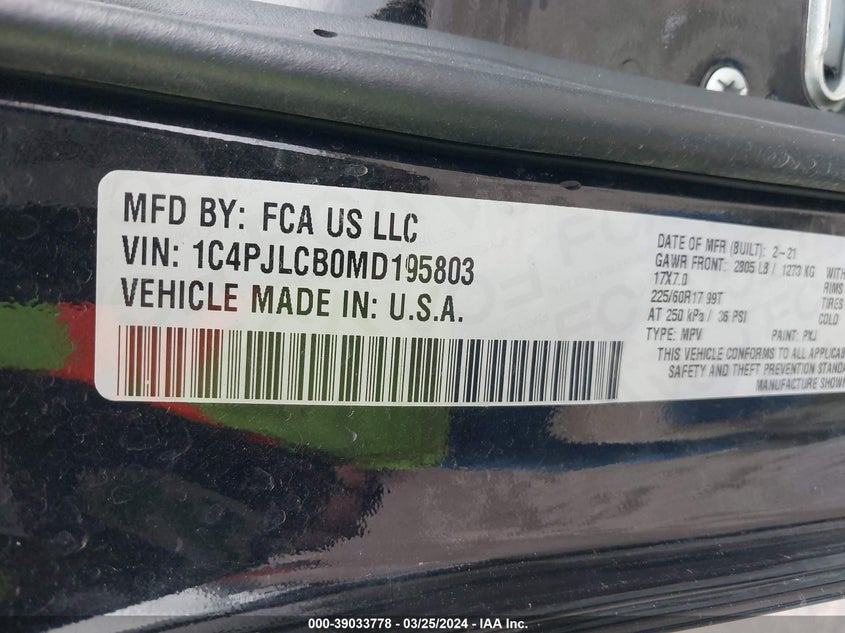 MFD BY: FCA US LLC
VIN: 1C4PJLCB0MD195803
VEHICLE MADE IN: U.S.A.
DATE OF MFR (BUILT): 2-21
GAWR FRONT: 2805 LB / 1273 KG WITH
17X7.0 RIMS
225/60R17 99T TIRES
AT 250 kPa / 36 PSI COLD
TYPE: MPV PAINT: PXJ
THIS VEHICLE CONFORMS TO ALL APPLICAB
SAFETY AND THEFT PREVENTION STANDA
MANUFACTURE SHOWN
000-39033778 - 03/25/2024 - IAA Inc.